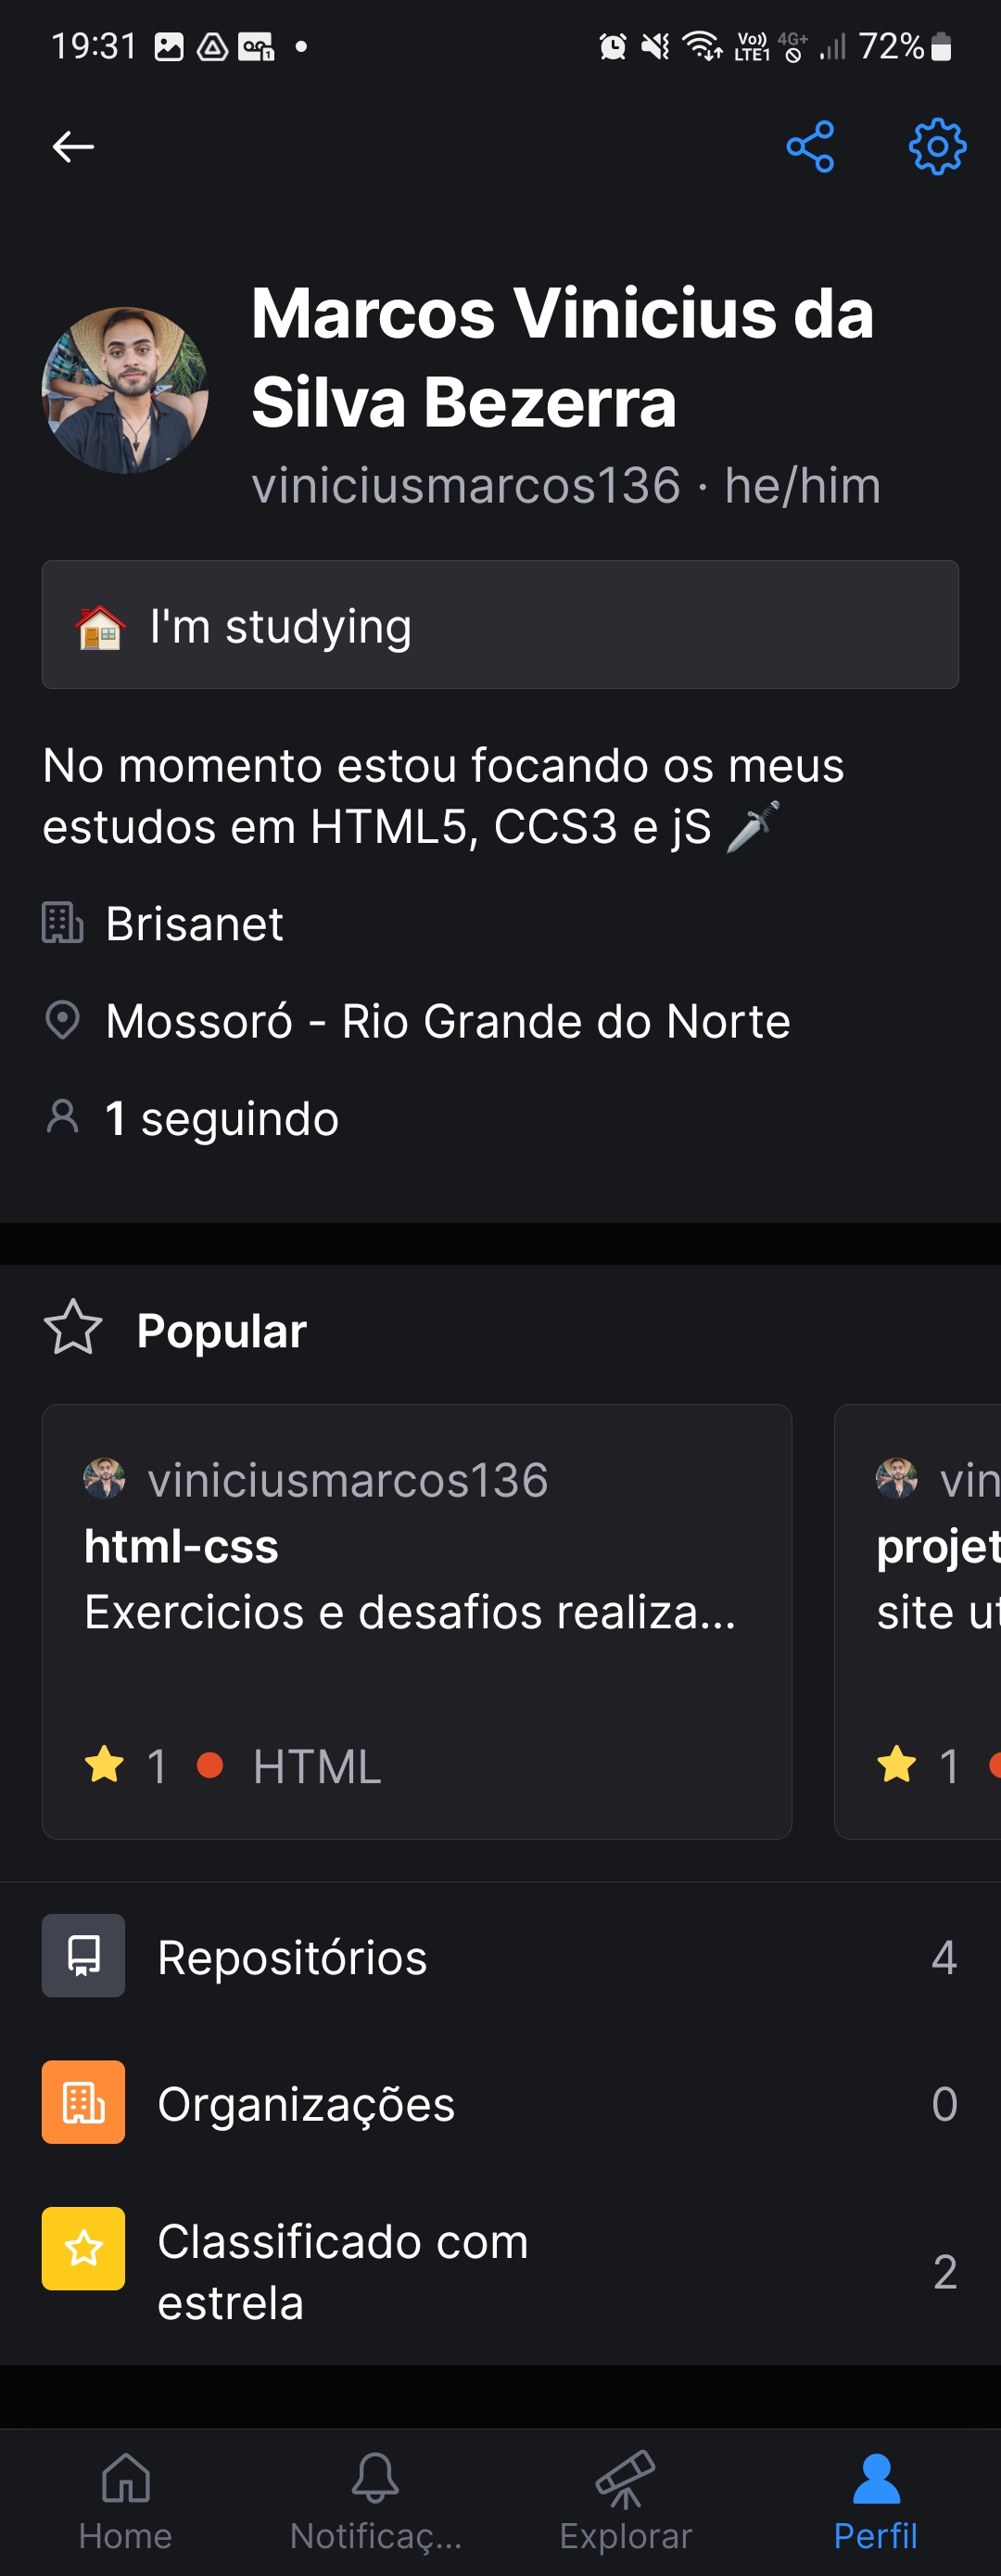 19:31
Vo)) LTE1 4G+ 72%
Marcos Vinicius da
Silva Bezerra
viniciusmarcos136 · he/him
🏠 I'm studying
No momento estou focando os meus
estudos em HTML5, CCS3 e jS 🗡️
Brisanet
Mossoró - Rio Grande do Norte
1 seguindo
Popular
viniciusmarcos136
html-css
Exercicios e desafios realiza...
1 HTML
vin
projet
site ut
1
Repositórios 4
Organizações 0
Classificado com
estrela 2
Home Notificaç... Explorar Perfil